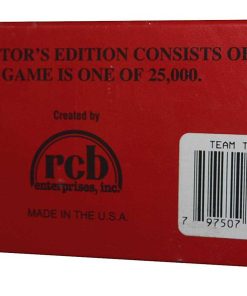 TOR'S EDITION CONSISTS OF
GAME IS ONE OF 25,000.
Created by
rcb
enterprises, inc.
MADE IN THE U.S.A.
TEAM T
7 97507